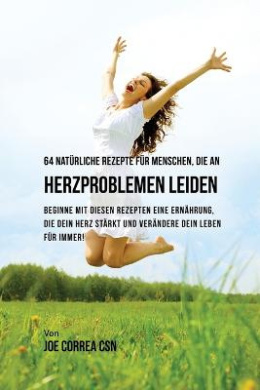 64 NATÜRLICHE REZEPTE FÜR MENSCHEN, DIE AN
HERZPROBLEMEN LEIDEN
BEGINNE MIT DIESEN REZEPTEN EINE ERNÄHRUNG,
DIE DEIN HERZ STÄRKT UND VERÄNDERE DEIN LEBEN
FÜR IMMER!
Von
JOE CORREA CSN